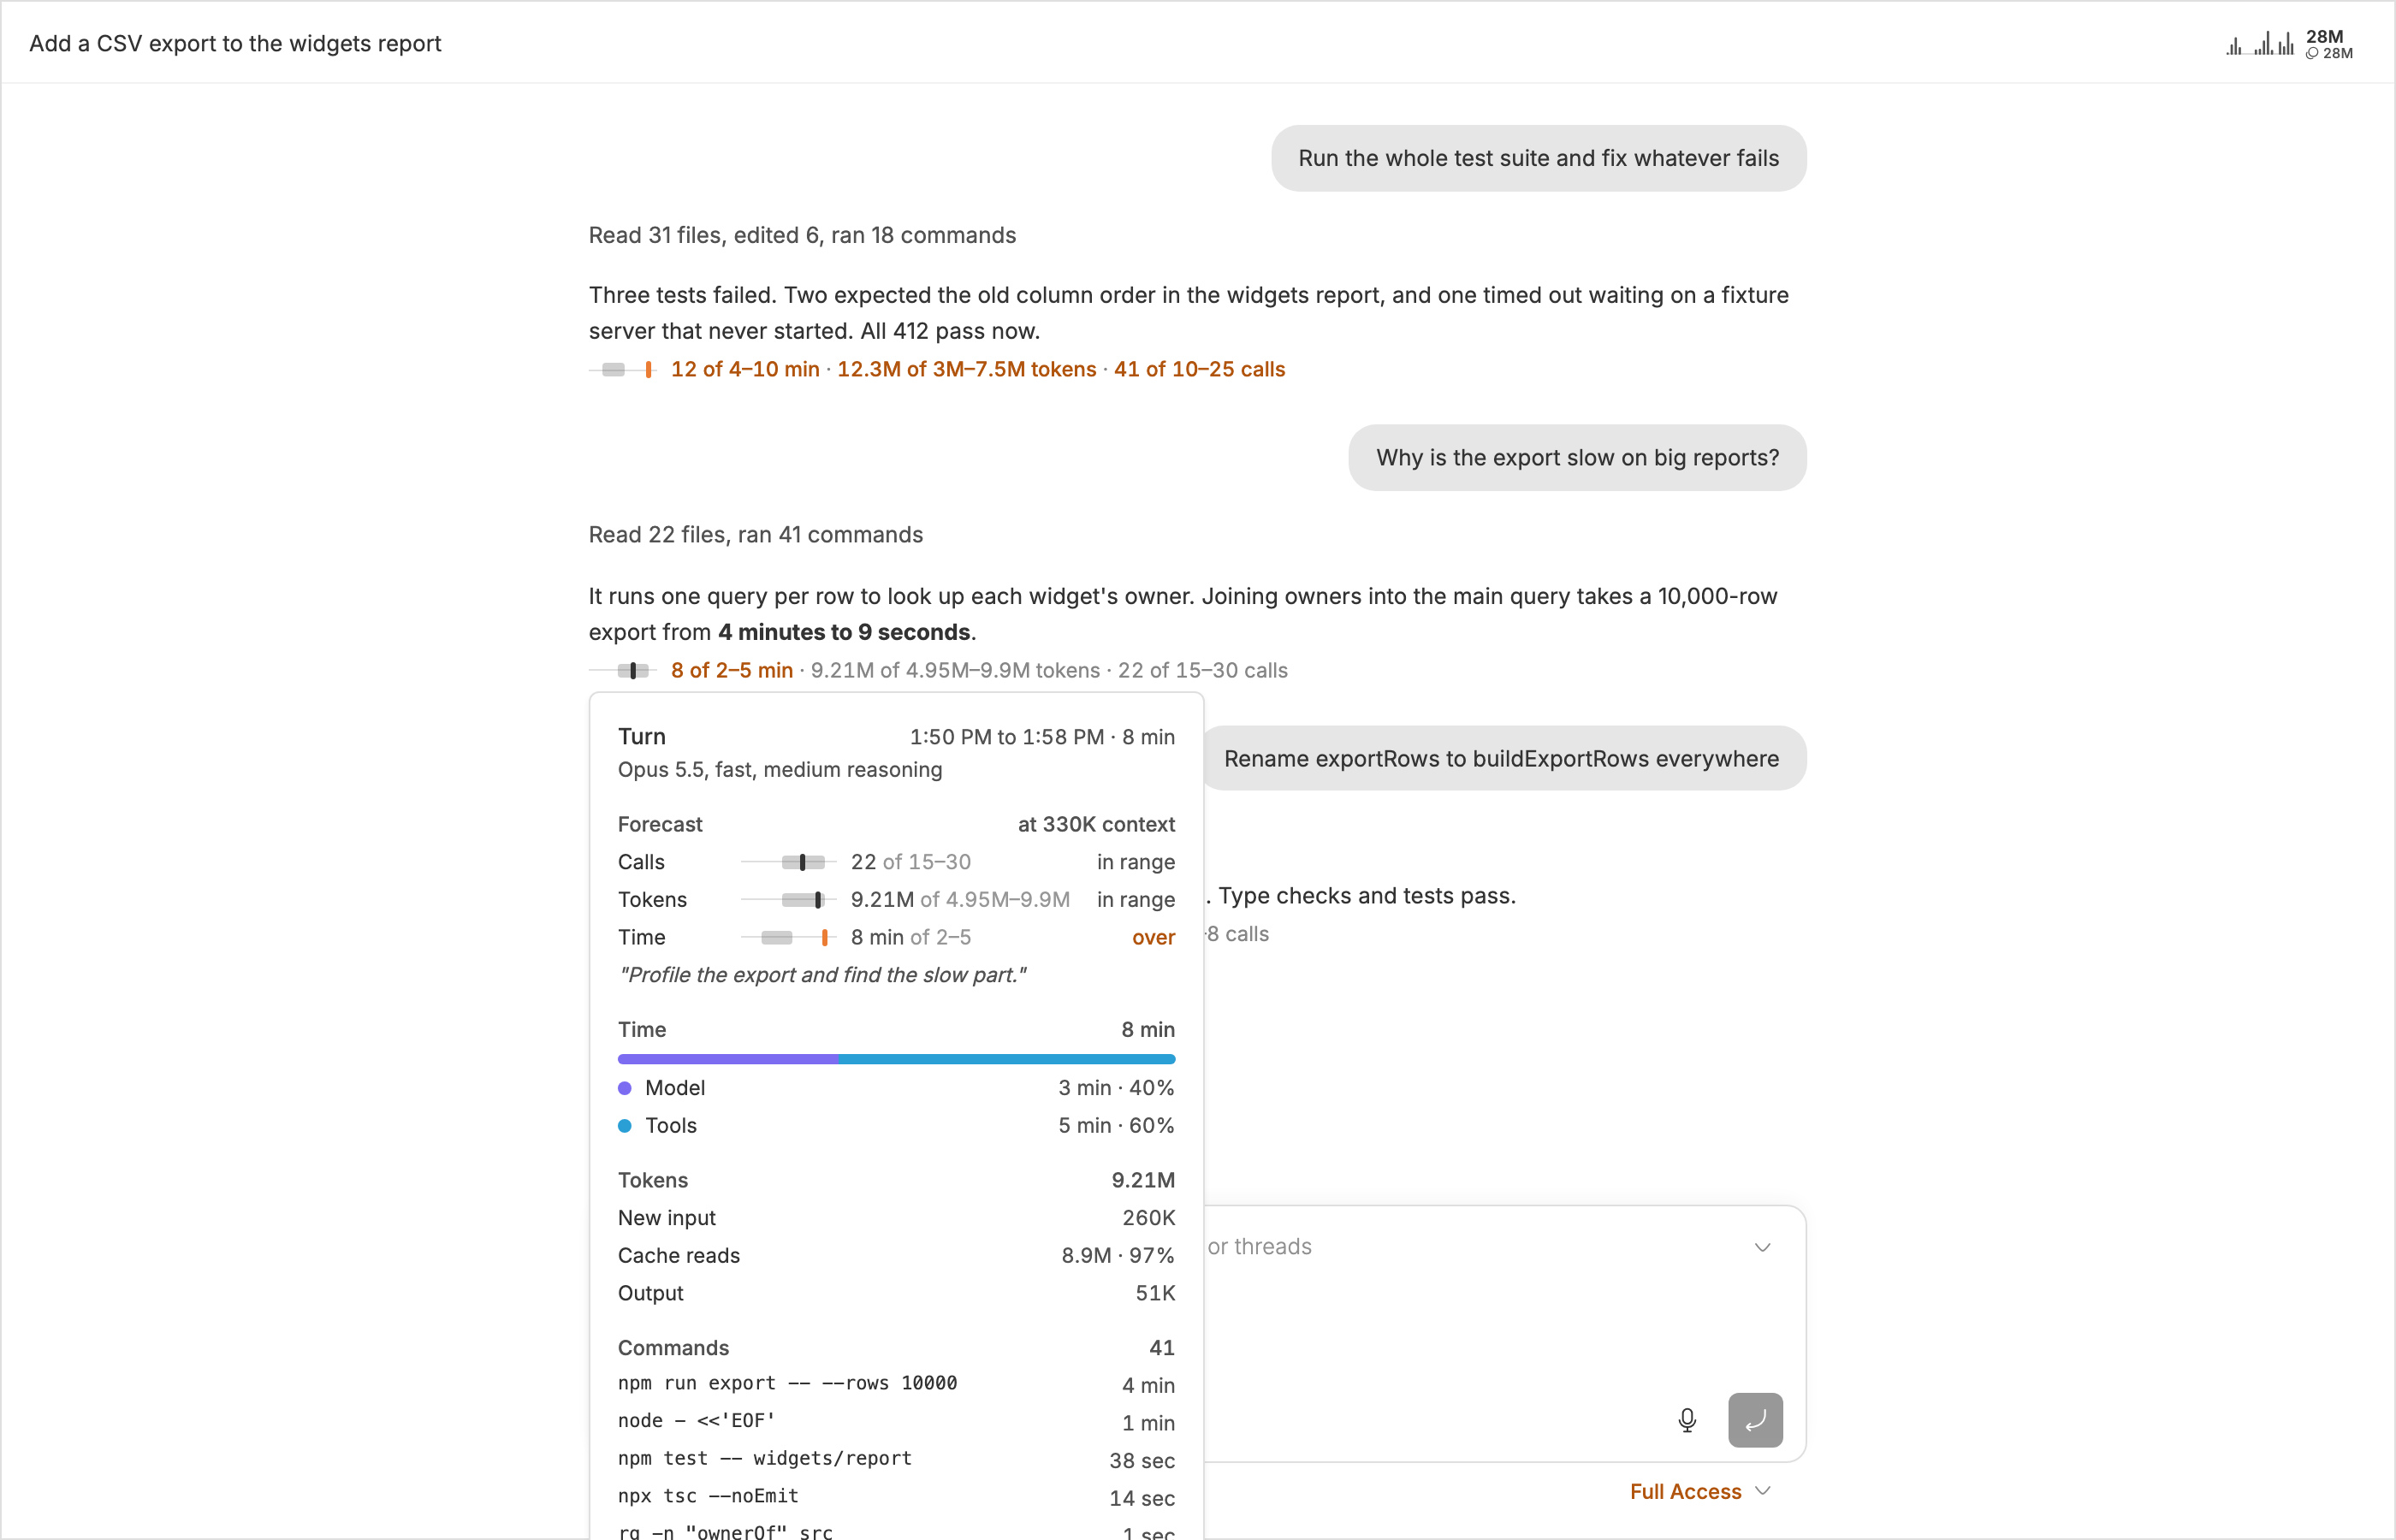 Add a CSV export to the widgets report
28M
28M
Run the whole test suite and fix whatever fails
Read 31 files, edited 6, ran 18 commands
Three tests failed. Two expected the old column order in the widgets report, and one timed out waiting on a fixture
server that never started. All 412 pass now.
12 of 4–10 min · 12.3M of 3M–7.5M tokens · 41 of 10–25 calls
Why is the export slow on big reports?
Read 22 files, ran 41 commands
It runs one query per row to look up each widget's owner. Joining owners into the main query takes a 10,000-row
export from 4 minutes to 9 seconds.
8 of 2–5 min · 9.21M of 4.95M–9.9M tokens · 22 of 15–30 calls
Rename exportRows to buildExportRows everywhere
. Type checks and tests pass.
8 calls
Turn 1:50 PM to 1:58 PM · 8 min
Opus 5.5, fast, medium reasoning
Forecast at 330K context
Calls 22 of 15–30 in range
Tokens 9.21M of 4.95M–9.9M in range
Time 8 min of 2–5 over
"Profile the export and find the slow part."
Time 8 min
Model 3 min · 40%
Tools 5 min · 60%
Tokens 9.21M
New input 260K
Cache reads 8.9M · 97%
Output 51K
Commands 41
npm run export -- --rows 10000 4 min
node - <<'EOF' 1 min
npm test -- widgets/report 38 sec
npx tsc --noEmit 14 sec
rg -n "ownerOf" src 1 sec
or threads
Full Access